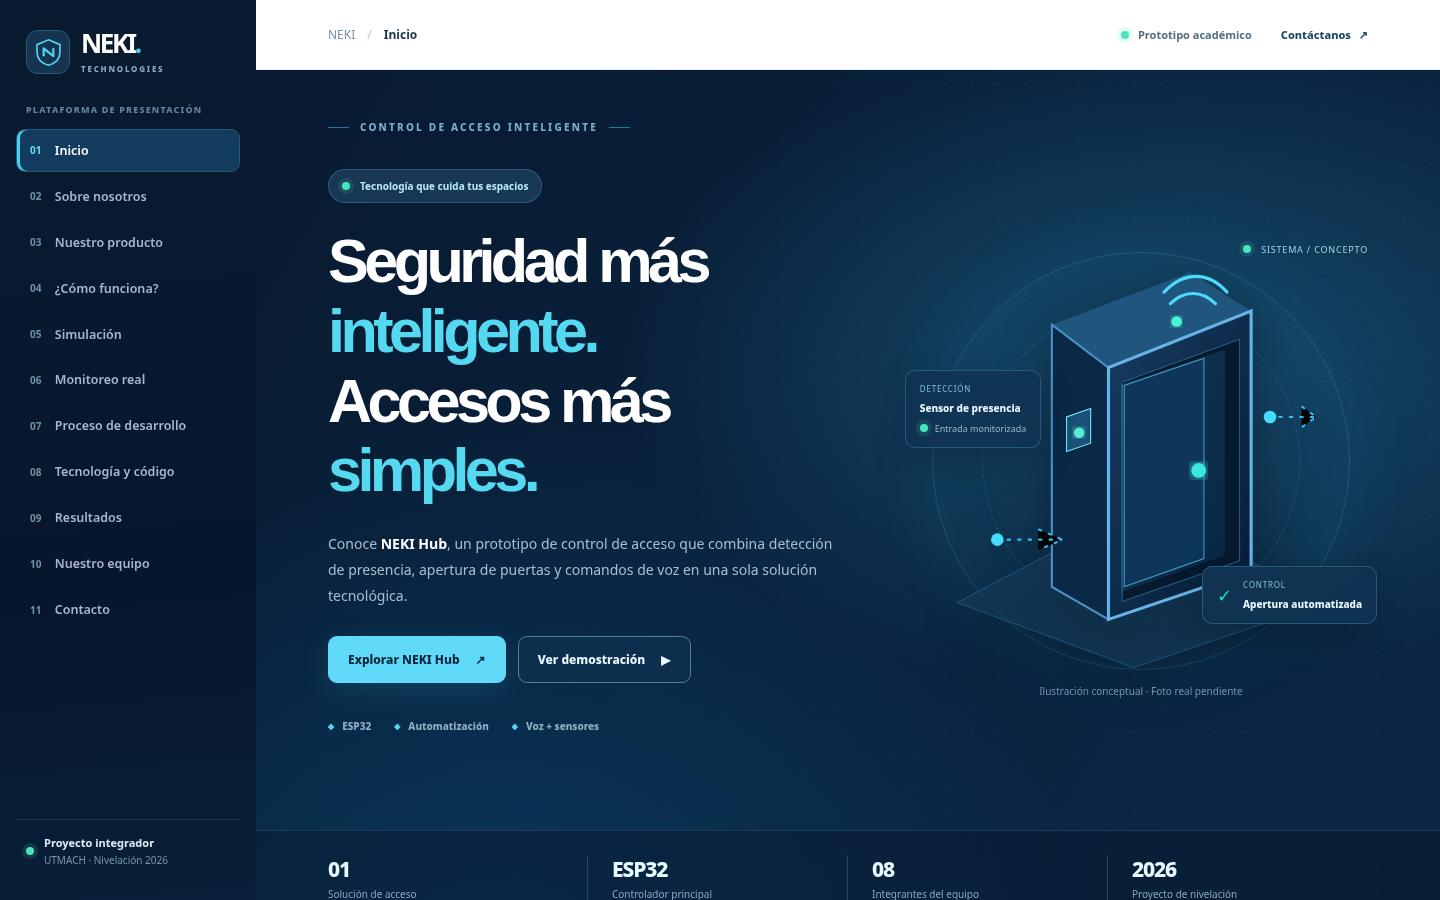 NEKI.
TECHNOLOGIES
PLATAFORMA DE PRESENTACIÓN
01 Inicio
02 Sobre nosotros
03 Nuestro producto
04 ¿Cómo funciona?
05 Simulación
06 Monitoreo real
07 Proceso de desarrollo
08 Tecnología y código
09 Resultados
10 Nuestro equipo
11 Contacto
Proyecto integrador
UTMACH · Nivelación 2026
NEKI / Inicio
Prototipo académico
Contáctanos ↗
CONTROL DE ACCESO INTELIGENTE
Tecnología que cuida tus espacios
Seguridad más
inteligente.
Accesos más
simples.
Conoce NEKI Hub, un prototipo de control de acceso que combina detección
de presencia, apertura de puertas y comandos de voz en una sola solución
tecnológica.
Explorar NEKI Hub ↗
Ver demostración ▶
◆ ESP32 ◆ Automatización ◆ Voz + sensores
SISTEMA / CONCEPTO
DETECCIÓN
Sensor de presencia
Entrada monitorizada
✓ CONTROL
Apertura automatizada
Ilustración conceptual · Foto real pendiente
01
Solución de acceso
ESP32
Controlador principal
08
Integrantes del equipo
2026
Proyecto de nivelación